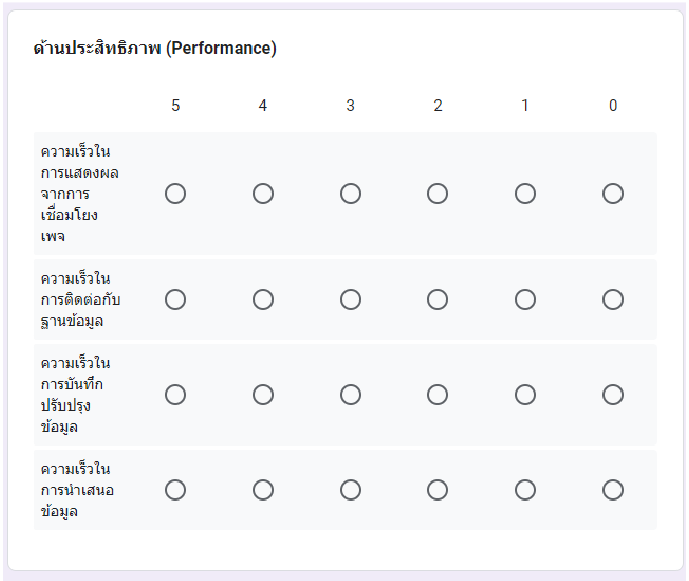 ด้านประสิทธิภาพ (Performance)
5 4 3 2 1 0
ความเร็วใน
การแสดงผล
จากการ
เชื่อมโยง
เพจ
ความเร็วใน
การติดต่อกับ
ฐานข้อมูล
ความเร็วใน
การบันทึก
ปรับปรุง
ข้อมูล
ความเร็วใน
การนำเสนอ
ข้อมูล